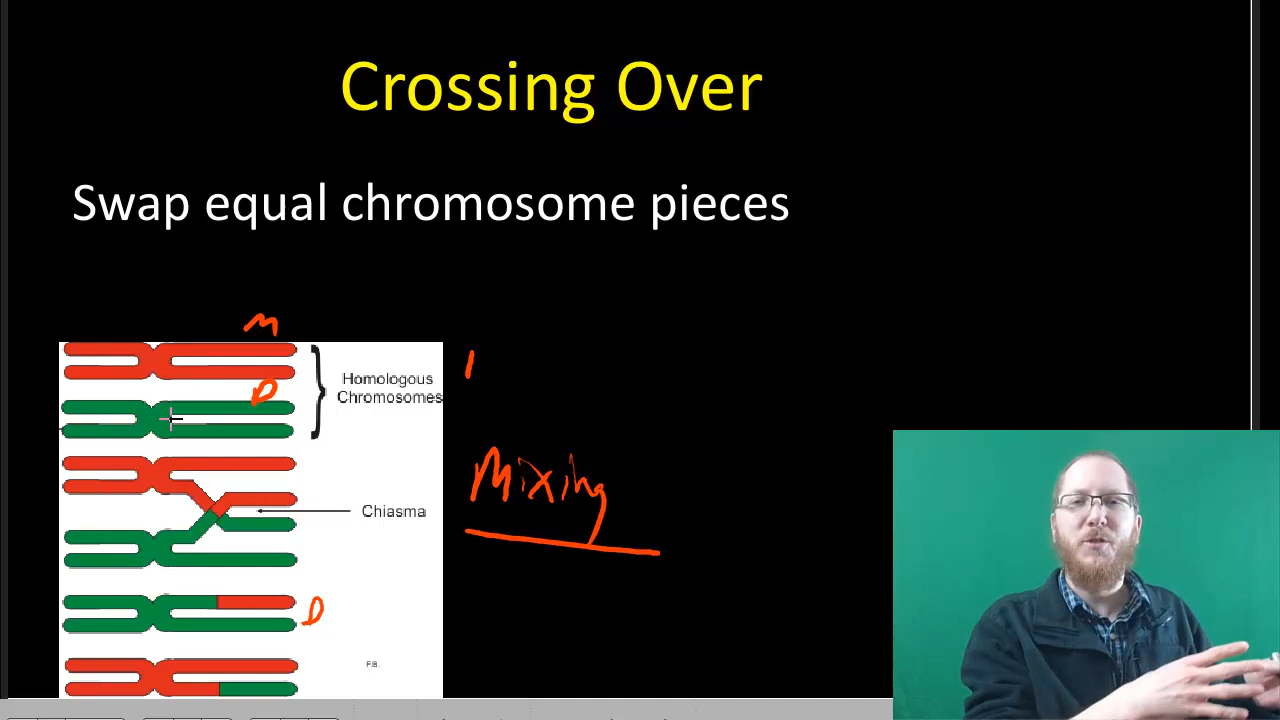 Crossing Over
Swap equal chromosome pieces
M
Homologous
Chromosomes
D
Mixing
Chiasma
D
F.B.